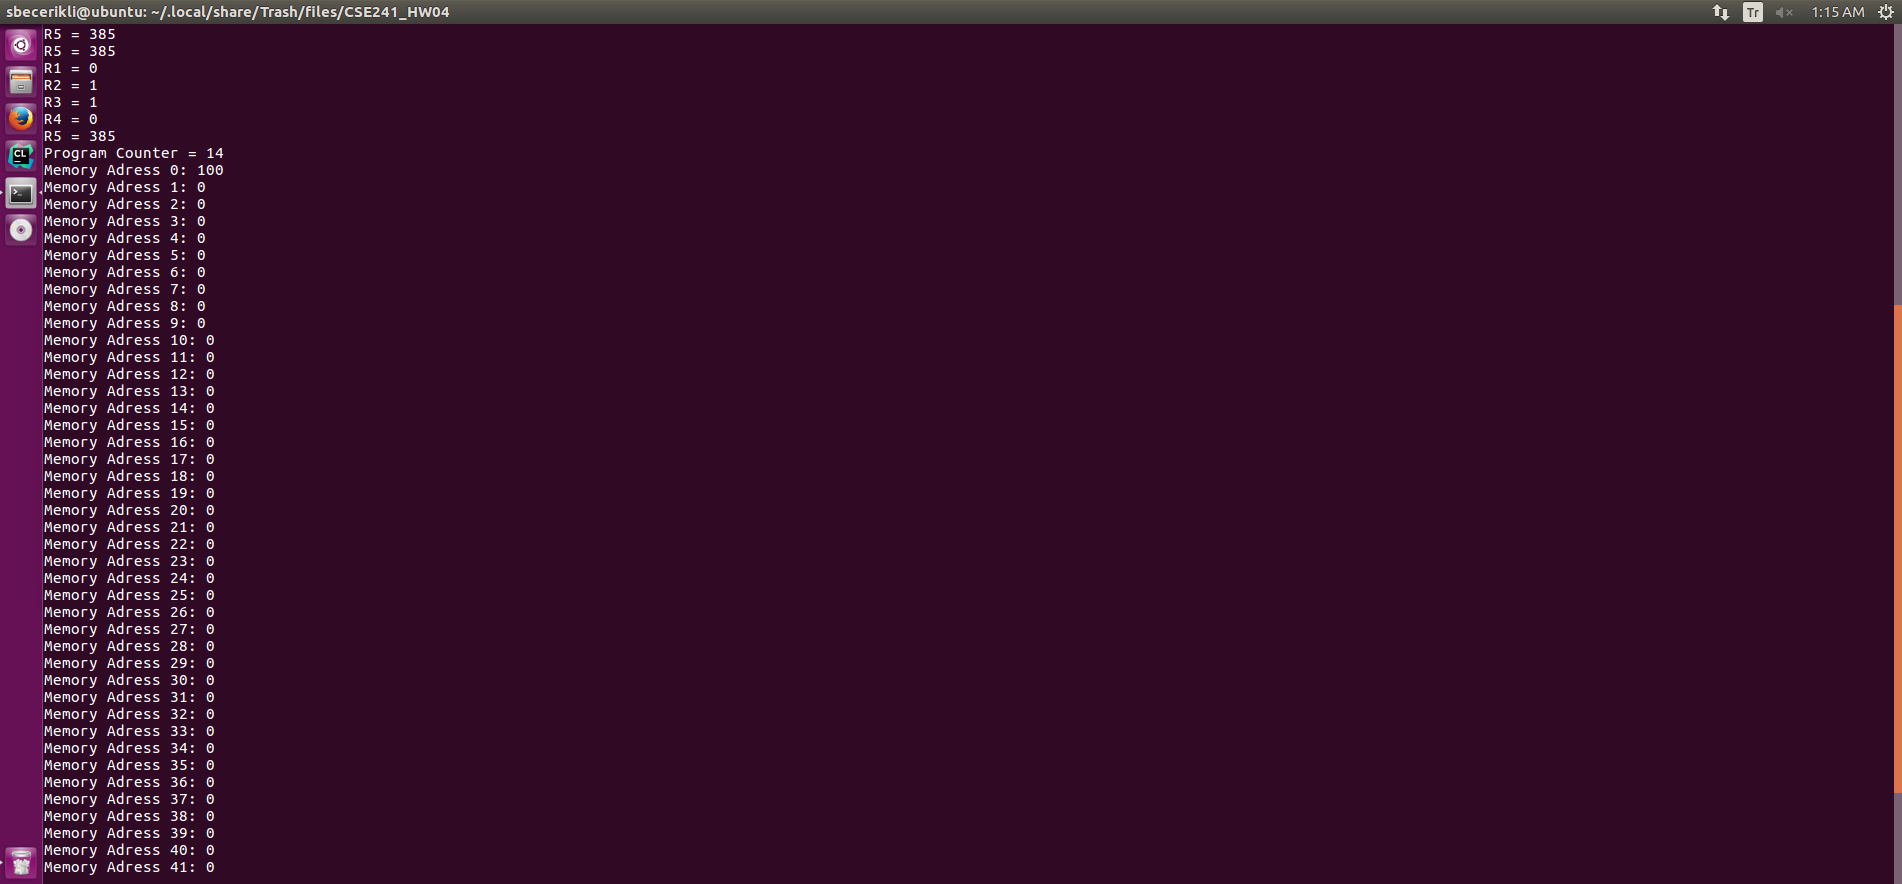 sbecerikli@ubuntu: ~/.local/share/Trash/files/CSE241_HW04
Tr
1:15 AM
R5 = 385
R5 = 385
R1 = 0
R2 = 1
R3 = 1
R4 = 0
R5 = 385
Program Counter = 14
Memory Adress 0: 100
Memory Adress 1: 0
Memory Adress 2: 0
Memory Adress 3: 0
Memory Adress 4: 0
Memory Adress 5: 0
Memory Adress 6: 0
Memory Adress 7: 0
Memory Adress 8: 0
Memory Adress 9: 0
Memory Adress 10: 0
Memory Adress 11: 0
Memory Adress 12: 0
Memory Adress 13: 0
Memory Adress 14: 0
Memory Adress 15: 0
Memory Adress 16: 0
Memory Adress 17: 0
Memory Adress 18: 0
Memory Adress 19: 0
Memory Adress 20: 0
Memory Adress 21: 0
Memory Adress 22: 0
Memory Adress 23: 0
Memory Adress 24: 0
Memory Adress 25: 0
Memory Adress 26: 0
Memory Adress 27: 0
Memory Adress 28: 0
Memory Adress 29: 0
Memory Adress 30: 0
Memory Adress 31: 0
Memory Adress 32: 0
Memory Adress 33: 0
Memory Adress 34: 0
Memory Adress 35: 0
Memory Adress 36: 0
Memory Adress 37: 0
Memory Adress 38: 0
Memory Adress 39: 0
Memory Adress 40: 0
Memory Adress 41: 0
CL